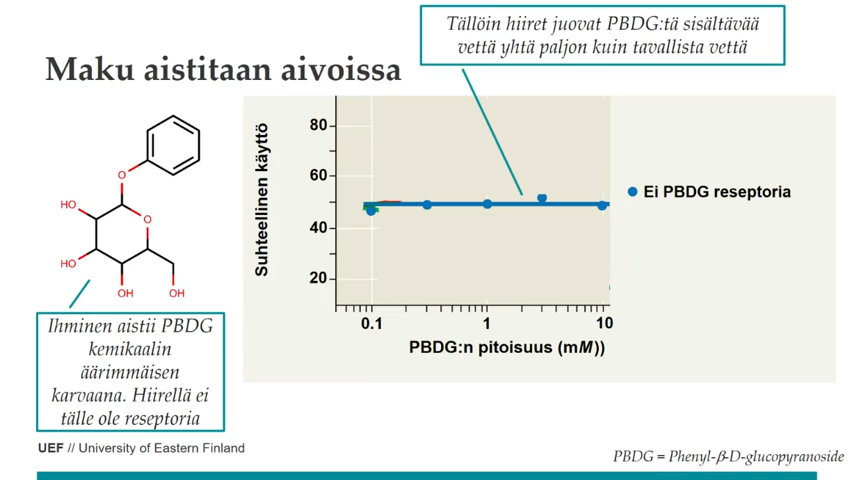 Tällöin hiiret juovat PBDG:tä sisältävää
vettä yhtä paljon kuin tavallista vettä
Maku aistitaan aivoissa
O
HO
O
HO
OH
OH
Ihminen aistii PBDG
kemikaalin
äärimmäisen
karvaana. Hiirellä ei
tälle ole reseptoria
Suhteellinen käyttö
80
60
40
20
0.1
1
10
PBDG:n pitoisuus (mM))
Ei PBDG reseptoria
UEF // University of Eastern Finland
PBDG = Phenyl-β-D-glucopyranoside